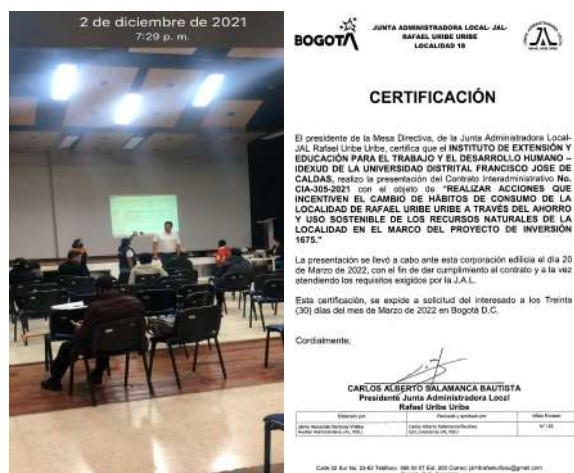 2 de diciembre de 2021
7:29 p. m.
BOGOTÁ
JUNTA ADMINISTRADORA LOCAL- JAL-
RAFAEL URIBE URIBE
LOCALIDAD 18
CERTIFICACIÓN
El presidente de la Mesa Directiva, de la Junta Administradora Local-
JAL Rafael Uribe Uribe, certifica que el INSTITUTO DE EXTENSIÓN Y
EDUCACIÓN PARA EL TRABAJO Y EL DESARROLLO HUMANO –
IDEXUD DE LA UNIVERSIDAD DISTRITAL FRANCISCO JOSE DE
CALDAS, realizo la presentación del Contrato Interadministrativo No.
CIA-305-2021 con el objeto de "REALIZAR ACCIONES QUE
INCENTIVEN EL CAMBIO DE HÁBITOS DE CONSUMO DE LA
LOCALIDAD DE RAFAEL URIBE URIBE A TRAVÉS DEL AHORRO
Y USO SOSTENIBLE DE LOS RECURSOS NATURALES DE LA
LOCALIDAD EN EL MARCO DEL PROYECTO DE INVERSIÓN
1675."
La presentación se llevó a cabo ante esta corporación edilicia el día 20
de Marzo de 2022, con el fin de dar cumplimiento al contrato y a la vez
atendiendo los requisitos exigidos por la J.A.L.
Esta certificación, se expide a solicitud del interesado a los Treinta
(30) días del mes de Marzo de 2022 en Bogotá D.C.
Cordialmente;
CARLOS ALBERTO SALAMANCA BAUTISTA
Presidente Junta Administradora Local
Rafael Uribe Uribe
Elaborado por
Revisado y aprobado por